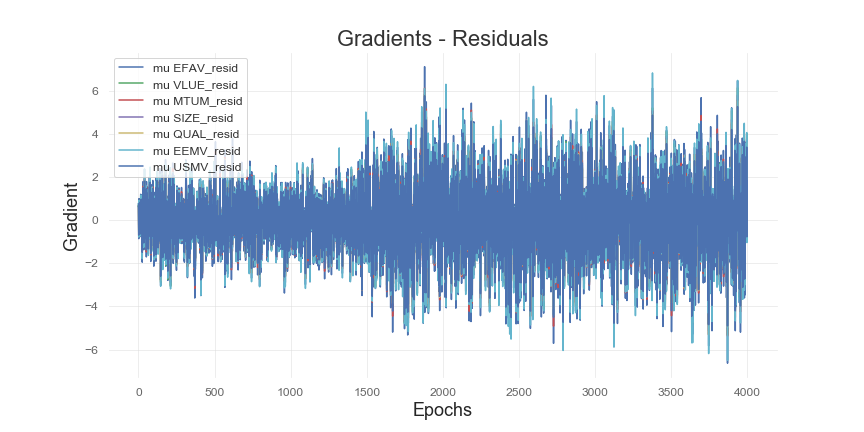 Gradients - Residuals
mu EFAV_resid
mu VLUE_resid
mu MTUM_resid
mu SIZE_resid
mu QUAL_resid
mu EEMV_resid
mu USMV_resid
Gradient
6
4
2
0
−2
−4
−6
0 500 1000 1500 2000 2500 3000 3500 4000
Epochs